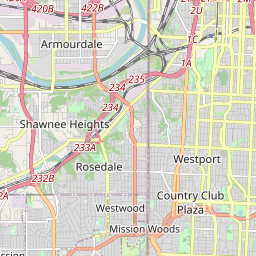 420B
422B
2M
1C
2U
Armourdale
1A
235
234
234
Shawnee Heights
233A
Westport
Rosedale
232B
Country Club
Plaza
Westwood
Mission Woods